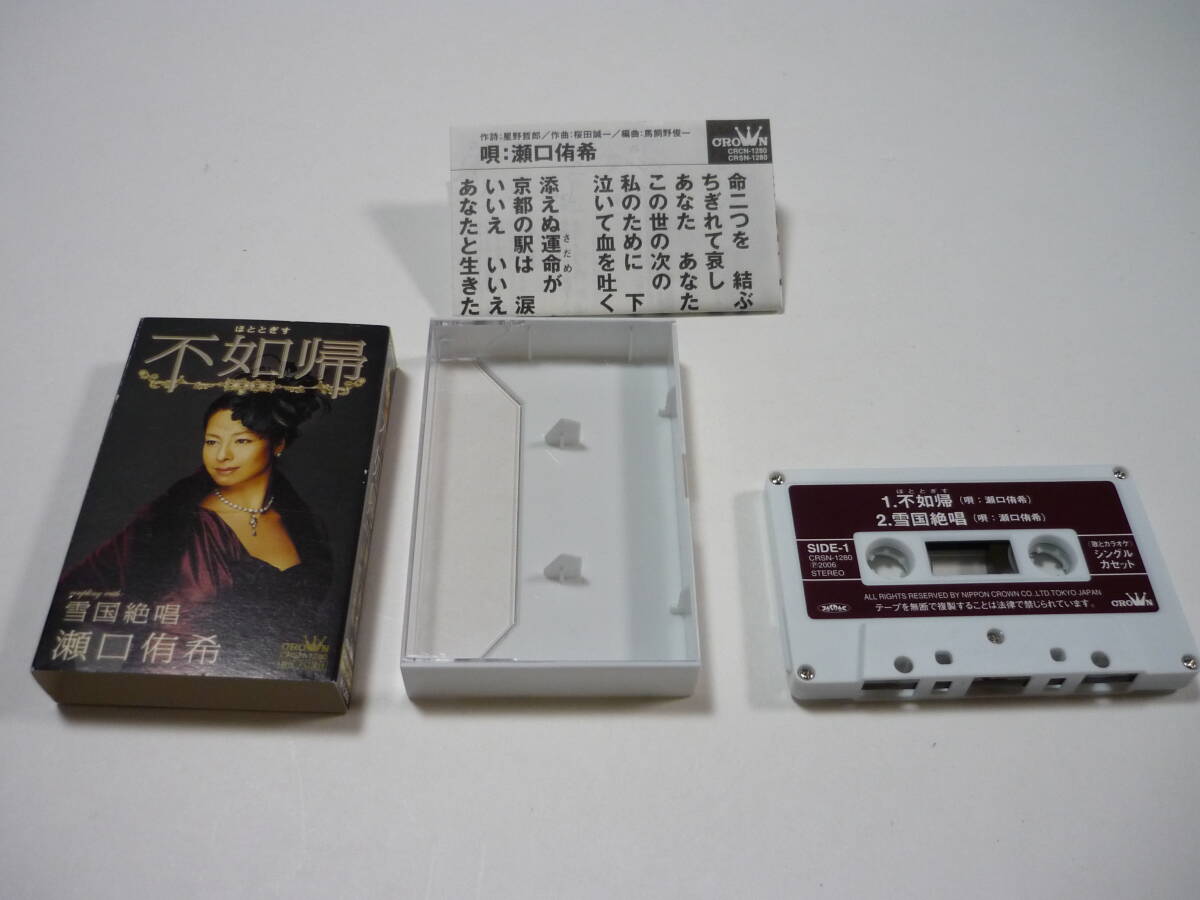 作詩：星野哲郎／作曲：桜田誠一／編曲：馬飼野俊一
唄：瀬口侑希
CROWN
CRCN-1280
CRSN-1280
命二つを　結ぶ
ちぎれて哀し
あなた　あなた
この世の次の
私のために　下
泣いて血を吐く
添えぬ運命が
さだめ
京都の駅は　涙
いいえ　いいえ
あなたと生きた
ほととぎす
不如帰
雪国絶唱
瀬口侑希
CROWN
CRSN-1280
ほととぎす
1.不如帰（唄：瀬口侑希）
2.雪国絶唱（唄：瀬口侑希）
SIDE-1
CRSN-1280
Ⓟ2006
STEREO
（歌とカラオケ）
シングル
カセット
ALL RIGHTS RESERVED BY NIPPON CROWN CO.,LTD.TOKYO JAPAN
テープを無断で複製することは法律で禁じられています。
CROWN